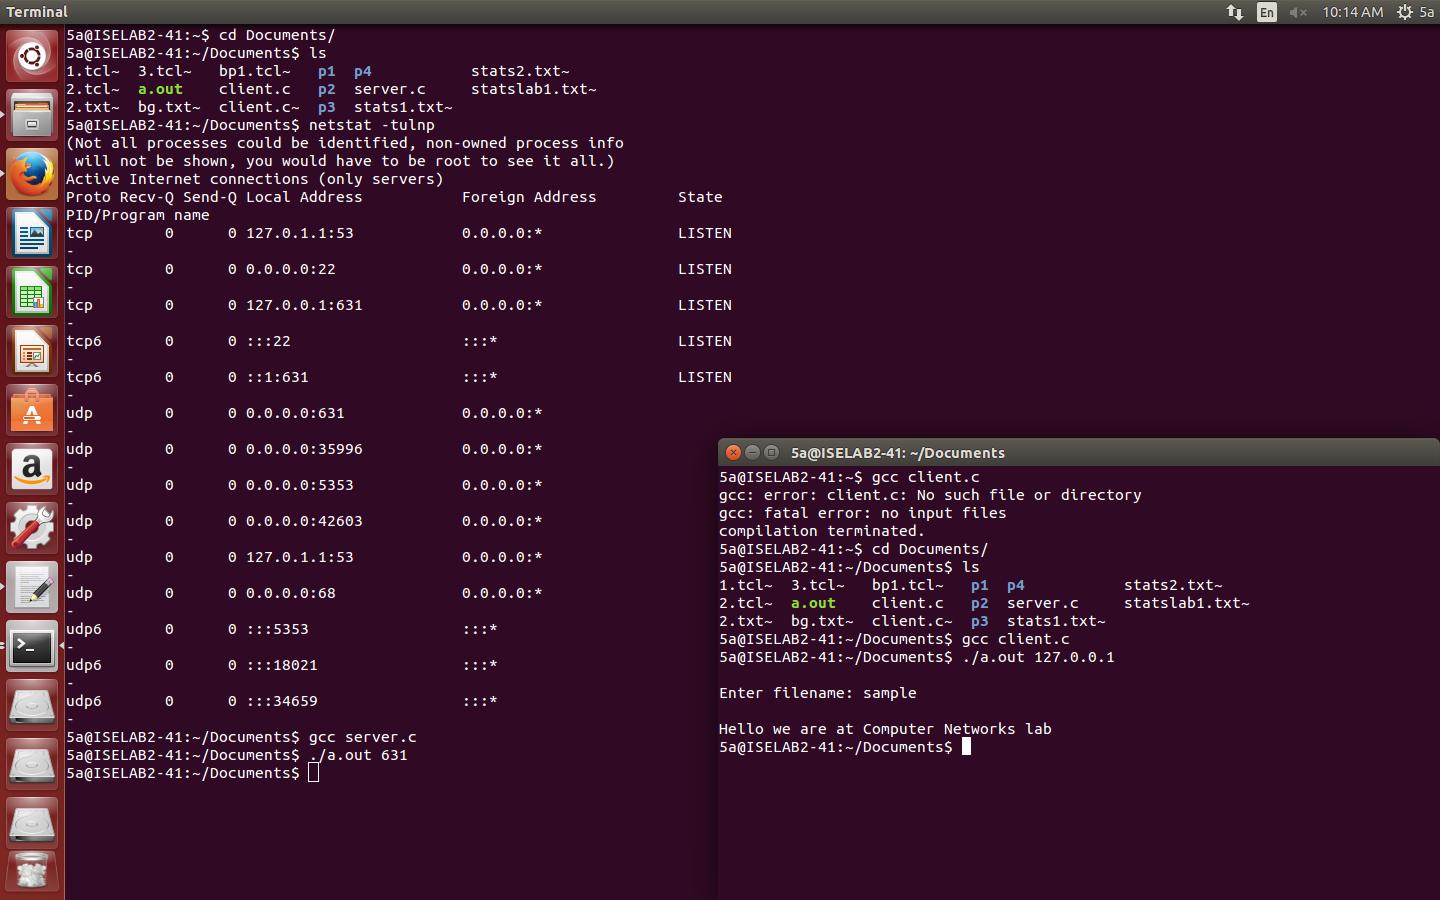 Terminal
En
10:14 AM
5a
5a@ISELAB2-41:~$ cd Documents/
5a@ISELAB2-41:~/Documents$ ls
1.tcl~  3.tcl~   bp1.tcl~   p1  p4           stats2.txt~
2.tcl~  a.out    client.c   p2  server.c     statslab1.txt~
2.txt~  bg.txt~  client.c~  p3  stats1.txt~
5a@ISELAB2-41:~/Documents$ netstat -tulnp
(Not all processes could be identified, non-owned process info
 will not be shown, you would have to be root to see it all.)
Active Internet connections (only servers)
Proto Recv-Q Send-Q Local Address           Foreign Address         State
PID/Program name
tcp        0      0 127.0.1.1:53            0.0.0.0:*               LISTEN
-
tcp        0      0 0.0.0.0:22              0.0.0.0:*               LISTEN
-
tcp        0      0 127.0.0.1:631           0.0.0.0:*               LISTEN
-
tcp6       0      0 :::22                   :::*                    LISTEN
-
tcp6       0      0 ::1:631                 :::*                    LISTEN
-
udp        0      0 0.0.0.0:631             0.0.0.0:*
-
udp        0      0 0.0.0.0:35996           0.0.0.0:*
-
udp        0      0 0.0.0.0:5353            0.0.0.0:*
-
udp        0      0 0.0.0.0:42603           0.0.0.0:*
-
udp        0      0 127.0.1.1:53            0.0.0.0:*
-
udp        0      0 0.0.0.0:68              0.0.0.0:*
-
udp6       0      0 :::5353                 :::*
-
udp6       0      0 :::18021                :::*
-
udp6       0      0 :::34659                :::*
-
5a@ISELAB2-41:~/Documents$ gcc server.c
5a@ISELAB2-41:~/Documents$ ./a.out 631
5a@ISELAB2-41:~/Documents$
5a@ISELAB2-41: ~/Documents
5a@ISELAB2-41:~$ gcc client.c
gcc: error: client.c: No such file or directory
gcc: fatal error: no input files
compilation terminated.
5a@ISELAB2-41:~$ cd Documents/
5a@ISELAB2-41:~/Documents$ ls
1.tcl~  3.tcl~   bp1.tcl~   p1  p4           stats2.txt~
2.tcl~  a.out    client.c   p2  server.c     statslab1.txt~
2.txt~  bg.txt~  client.c~  p3  stats1.txt~
5a@ISELAB2-41:~/Documents$ gcc client.c
5a@ISELAB2-41:~/Documents$ ./a.out 127.0.0.1
Enter filename: sample
Hello we are at Computer Networks lab
5a@ISELAB2-41:~/Documents$